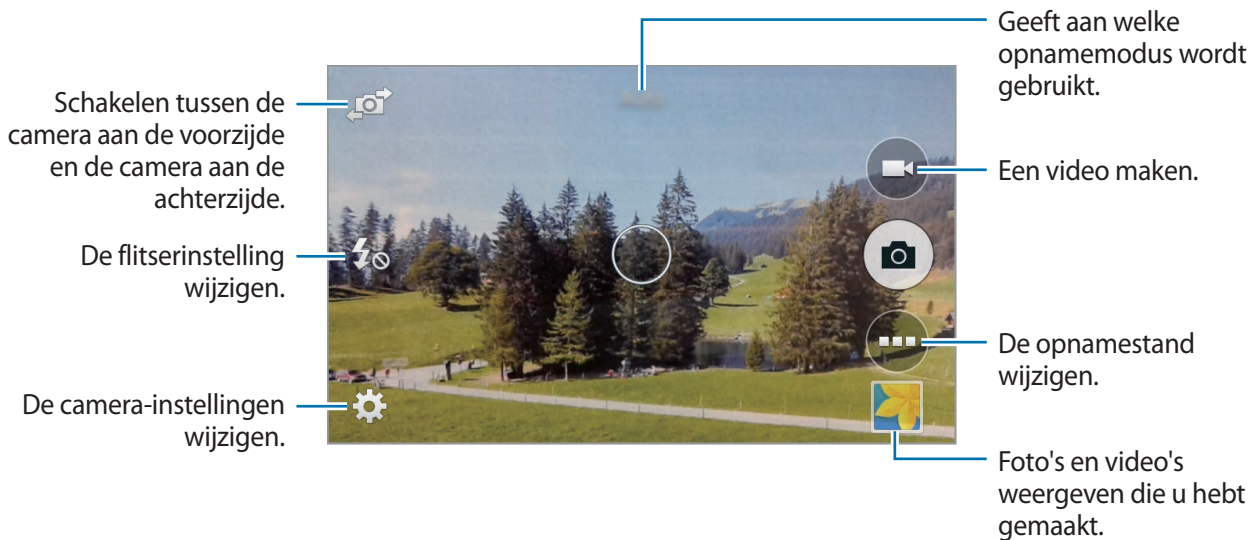 Geeft aan welke
opnamemodus wordt
gebruikt.
Schakelen tussen de
camera aan de voorzijde
en de camera aan de
achterzijde.
Een video maken.
De flitserinstelling
wijzigen.
De opnamestand
wijzigen.
De camera-instellingen
wijzigen.
Foto's en video's
weergeven die u hebt
gemaakt.